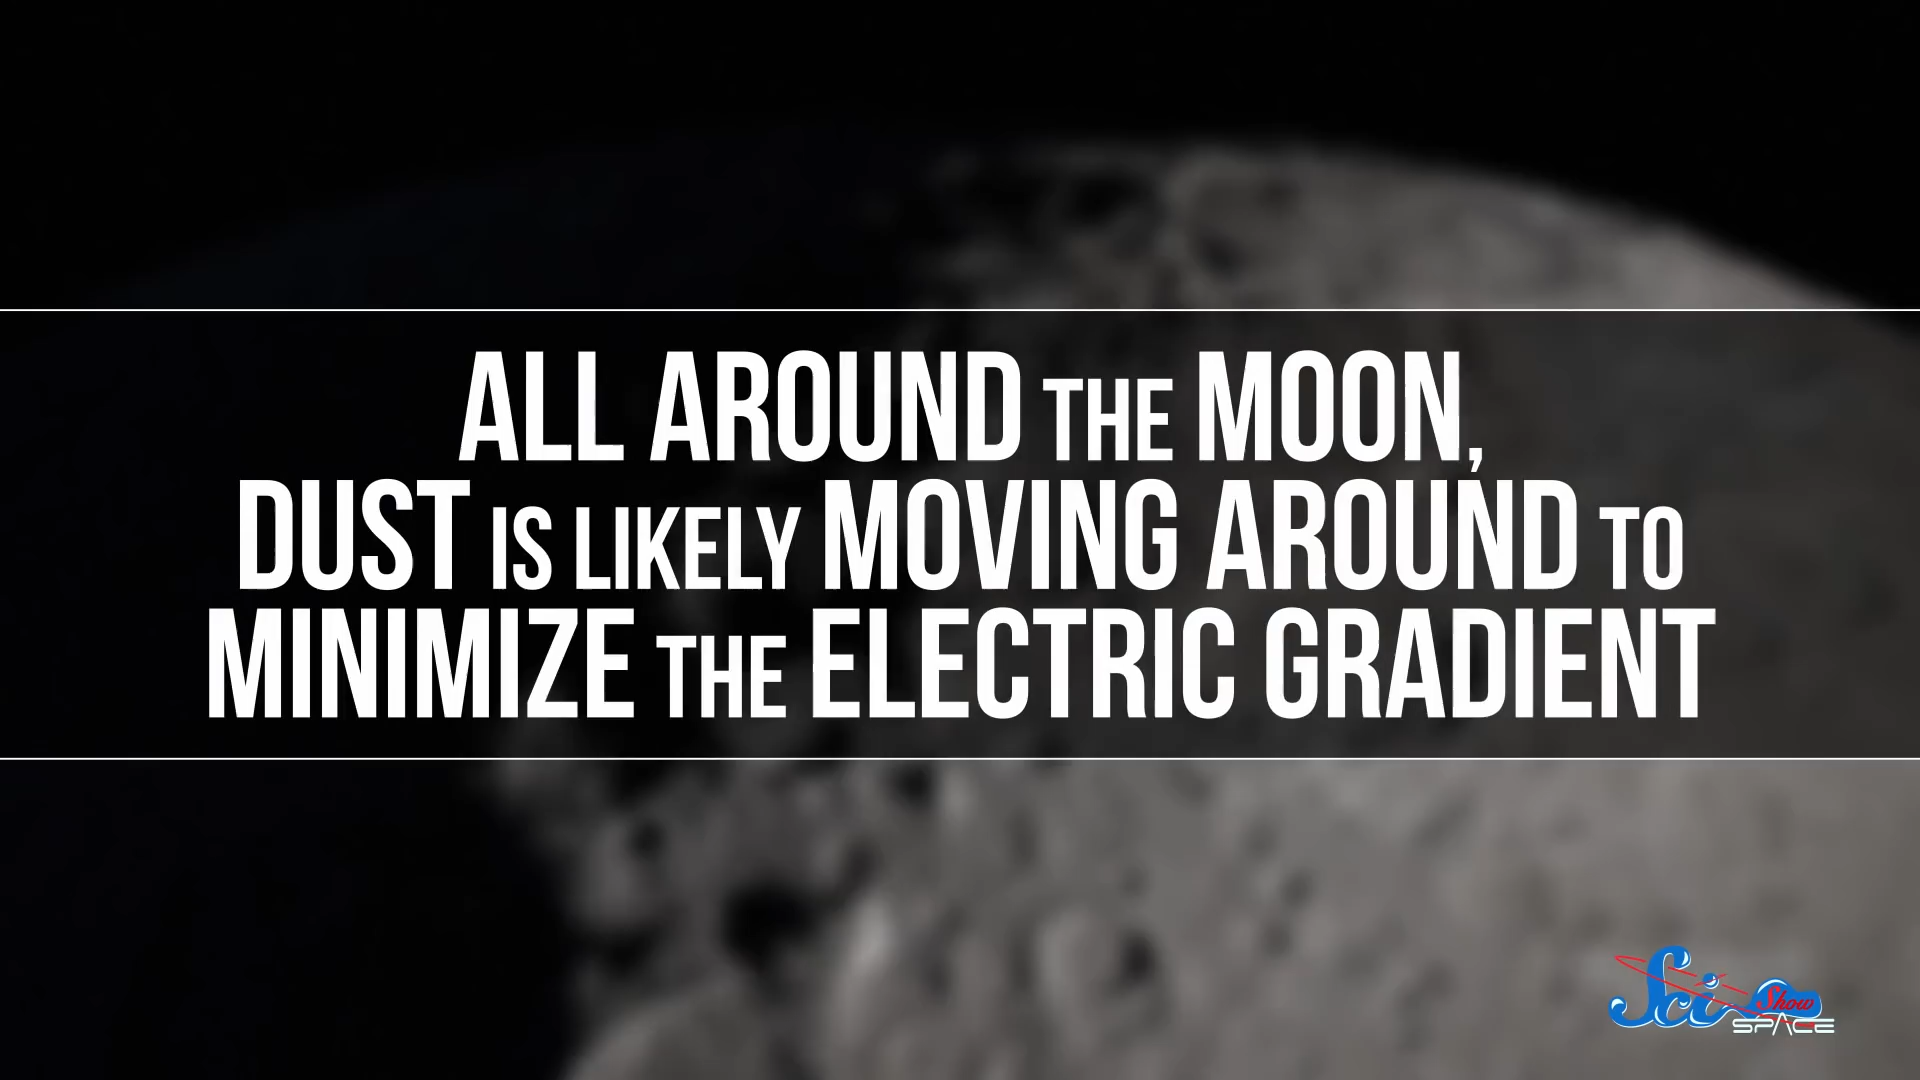 ALL AROUND THE MOON,
DUST IS LIKELY MOVING AROUND TO
MINIMIZE THE ELECTRIC GRADIENT
Sci Show
SPACE